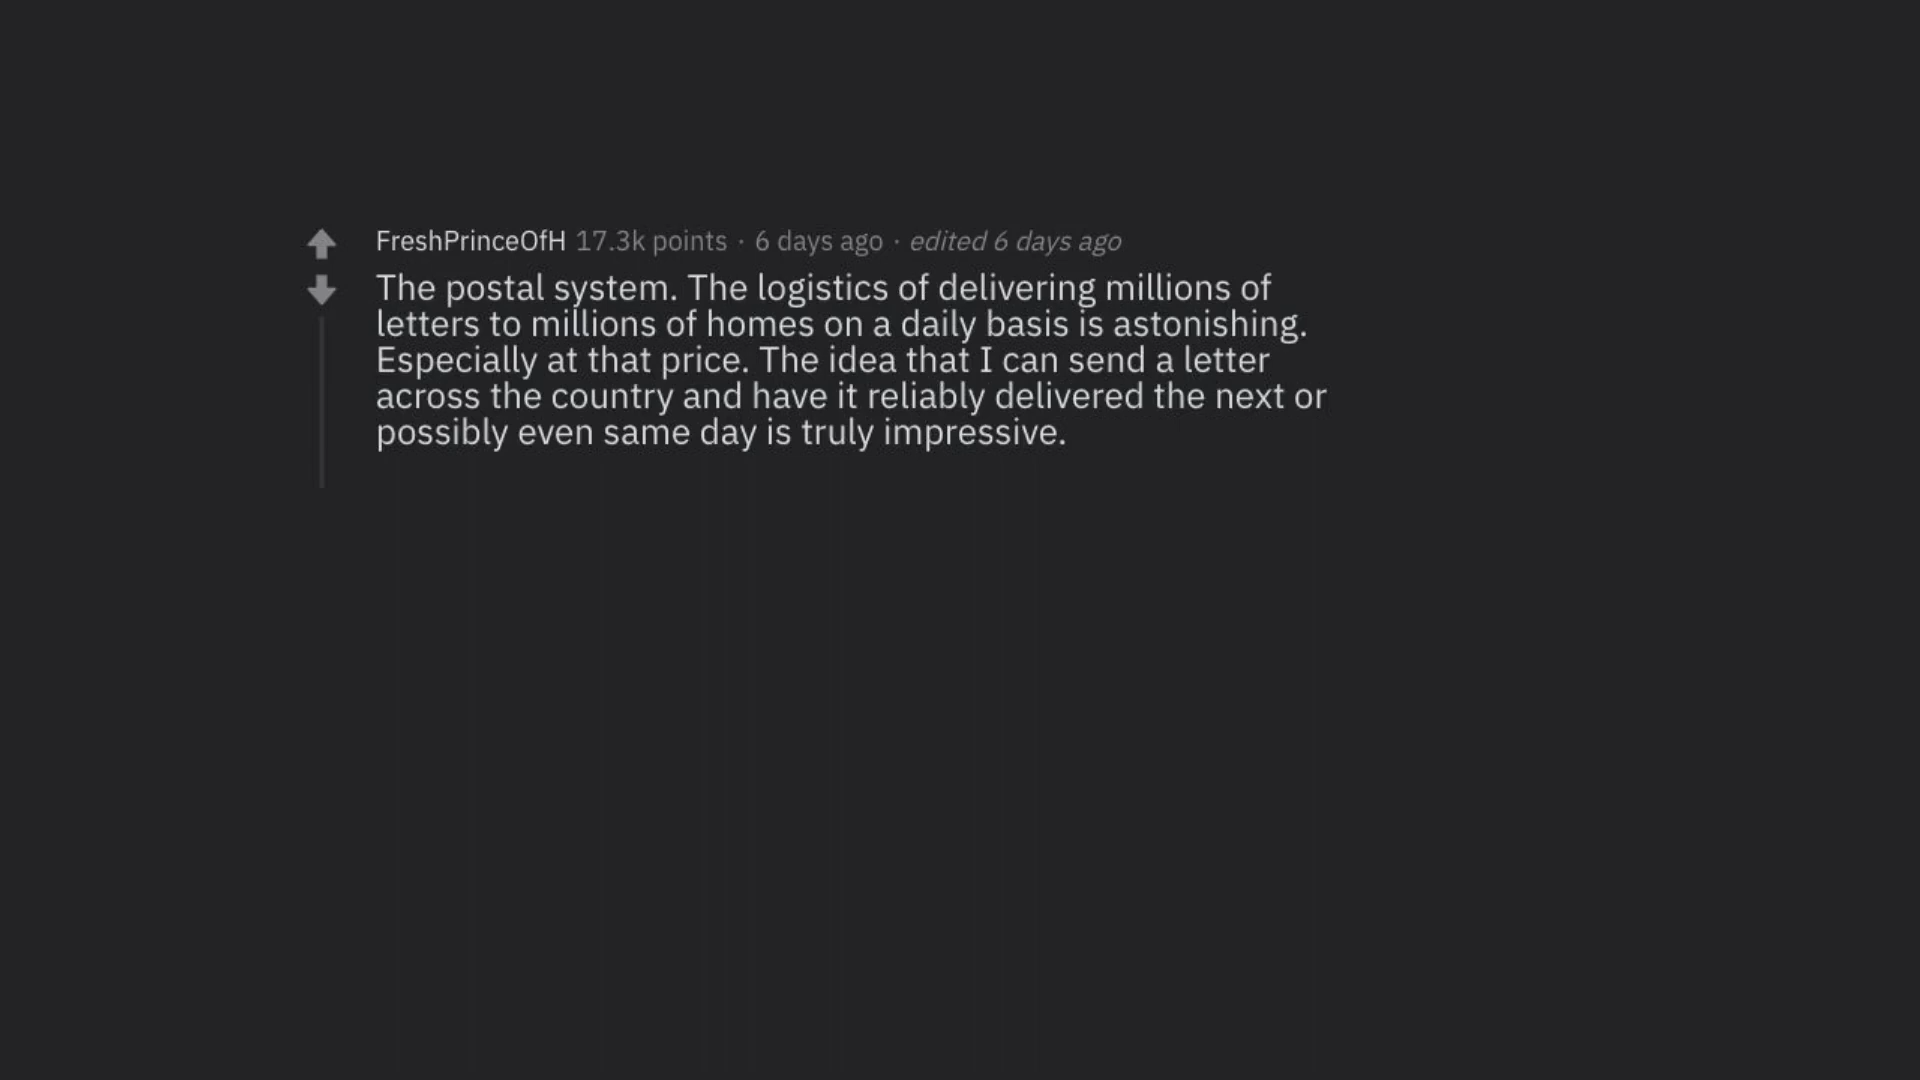 FreshPrinceOfH 17.3k points · 6 days ago · edited 6 days ago
The postal system. The logistics of delivering millions of
letters to millions of homes on a daily basis is astonishing.
Especially at that price. The idea that I can send a letter
across the country and have it reliably delivered the next or
possibly even same day is truly impressive.